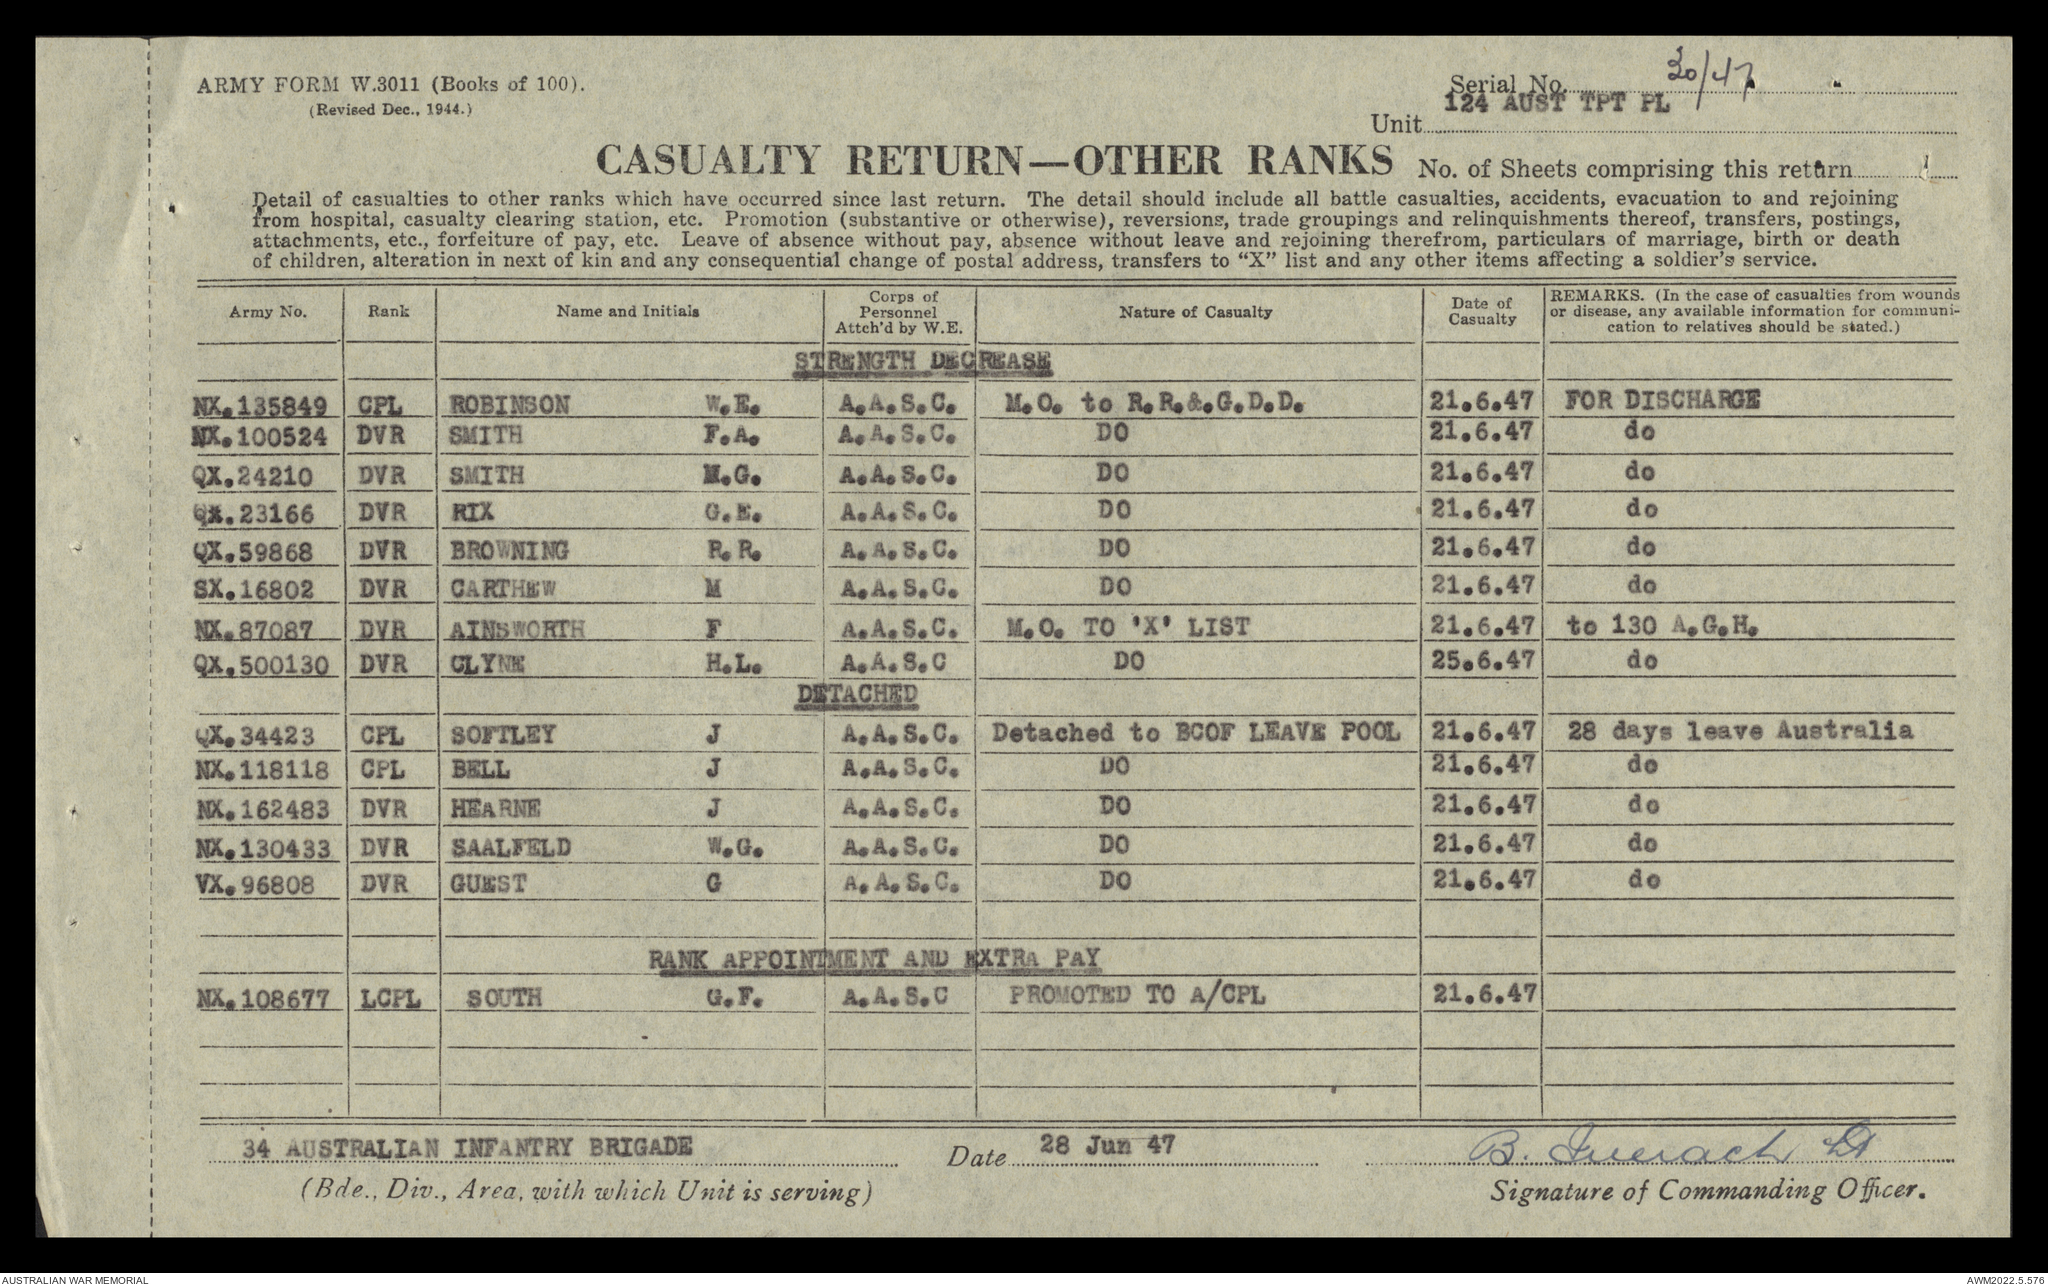 ARMY FORM W.3011 (Books of 100).
(Revised Dec., 1944.)
Serial No. 30/47
124 AUST TPT PL
Unit
CASUALTY RETURN—OTHER RANKS No. of Sheets comprising this return 1
Detail of casualties to other ranks which have occurred since last return. The detail should include all battle casualties, accidents, evacuation to and rejoining
from hospital, casualty clearing station, etc. Promotion (substantive or otherwise), reversions, trade groupings and relinquishments thereof, transfers, postings,
attachments, etc., forfeiture of pay, etc. Leave of absence without pay, absence without leave and rejoining therefrom, particulars of marriage, birth or death
of children, alteration in next of kin and any consequential change of postal address, transfers to "X" list and any other items affecting a soldier's service.
Army No. Rank Name and Initials Corps of Personnel Attch'd by W.E. Nature of Casualty Date of Casualty REMARKS. (In the case of casualties from wounds or disease, any available information for communi-cation to relatives should be stated.)
STRENGTH DECREASE
NX.135849 CPL ROBINSON W.E. A.A.S.C. M.O. to R.R.&.G.D.D. 21.6.47 FOR DISCHARGE
NX.100524 DVR SMITH F.A. A.A.S.C. DO 21.6.47 do
QX.24210 DVR SMITH M.G. A.A.S.C. DO 21.6.47 do
QX.23166 DVR RIX G.E. A.A.S.C. DO 21.6.47 do
QX.59868 DVR BROWNING R.R. A.A.S.C. DO 21.6.47 do
SX.16802 DVR CARTHEW M A.A.S.C. DO 21.6.47 do
NX.87087 DVR AINSWORTH F A.A.S.C. M.O. TO 'X' LIST 21.6.47 to 130 A.G.H.
QX.500130 DVR CLYNE H.L. A.A.S.C DO 25.6.47 do
DETACHED
QX.34423 CPL SOFTLEY J A.A.S.C. Detached to BCOF LEAVE POOL 21.6.47 28 days leave Australia
NX.118118 CPL BELL J A.A.S.C. DO 21.6.47 do
NX.162483 DVR HEARNE J A.A.S.C. DO 21.6.47 do
NX.130433 DVR SAALFELD W.G. A.A.S.C. DO 21.6.47 do
VX.96808 DVR GUEST G A.A.S.C. DO 21.6.47 do
RANK APPOINTMENT AND EXTRA PAY
NX.108677 LCPL SOUTH G.F. A.A.S.C PROMOTED TO A/CPL 21.6.47
34 AUSTRALIAN INFANTRY BRIGADE Date 28 Jun 47 B. Lt
(Bde., Div., Area, with which Unit is serving) Signature of Commanding Officer.
AUSTRALIAN WAR MEMORIAL AWM2022.5.576